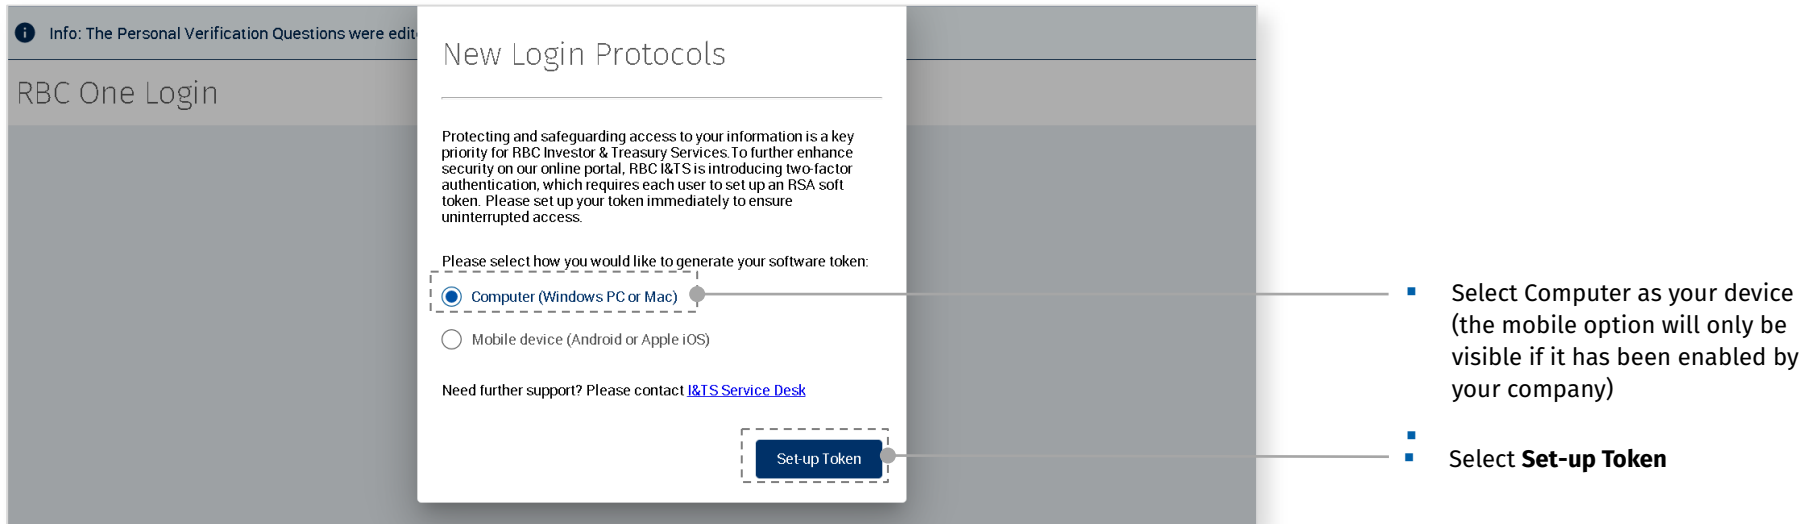 Info: The Personal Verification Questions were edit
RBC One Login
New Login Protocols
Protecting and safeguarding access to your information is a key
priority for RBC Investor & Treasury Services. To further enhance
security on our online portal, RBC I&TS is introducing two-factor
authentication, which requires each user to set up an RSA soft
token. Please set up your token immediately to ensure
uninterrupted access.
Please select how you would like to generate your software token:
Computer (Windows PC or Mac)
Mobile device (Android or Apple iOS)
Need further support? Please contact I&TS Service Desk
Set-up Token
Select Computer as your device
(the mobile option will only be
visible if it has been enabled by
your company)
Select Set-up Token